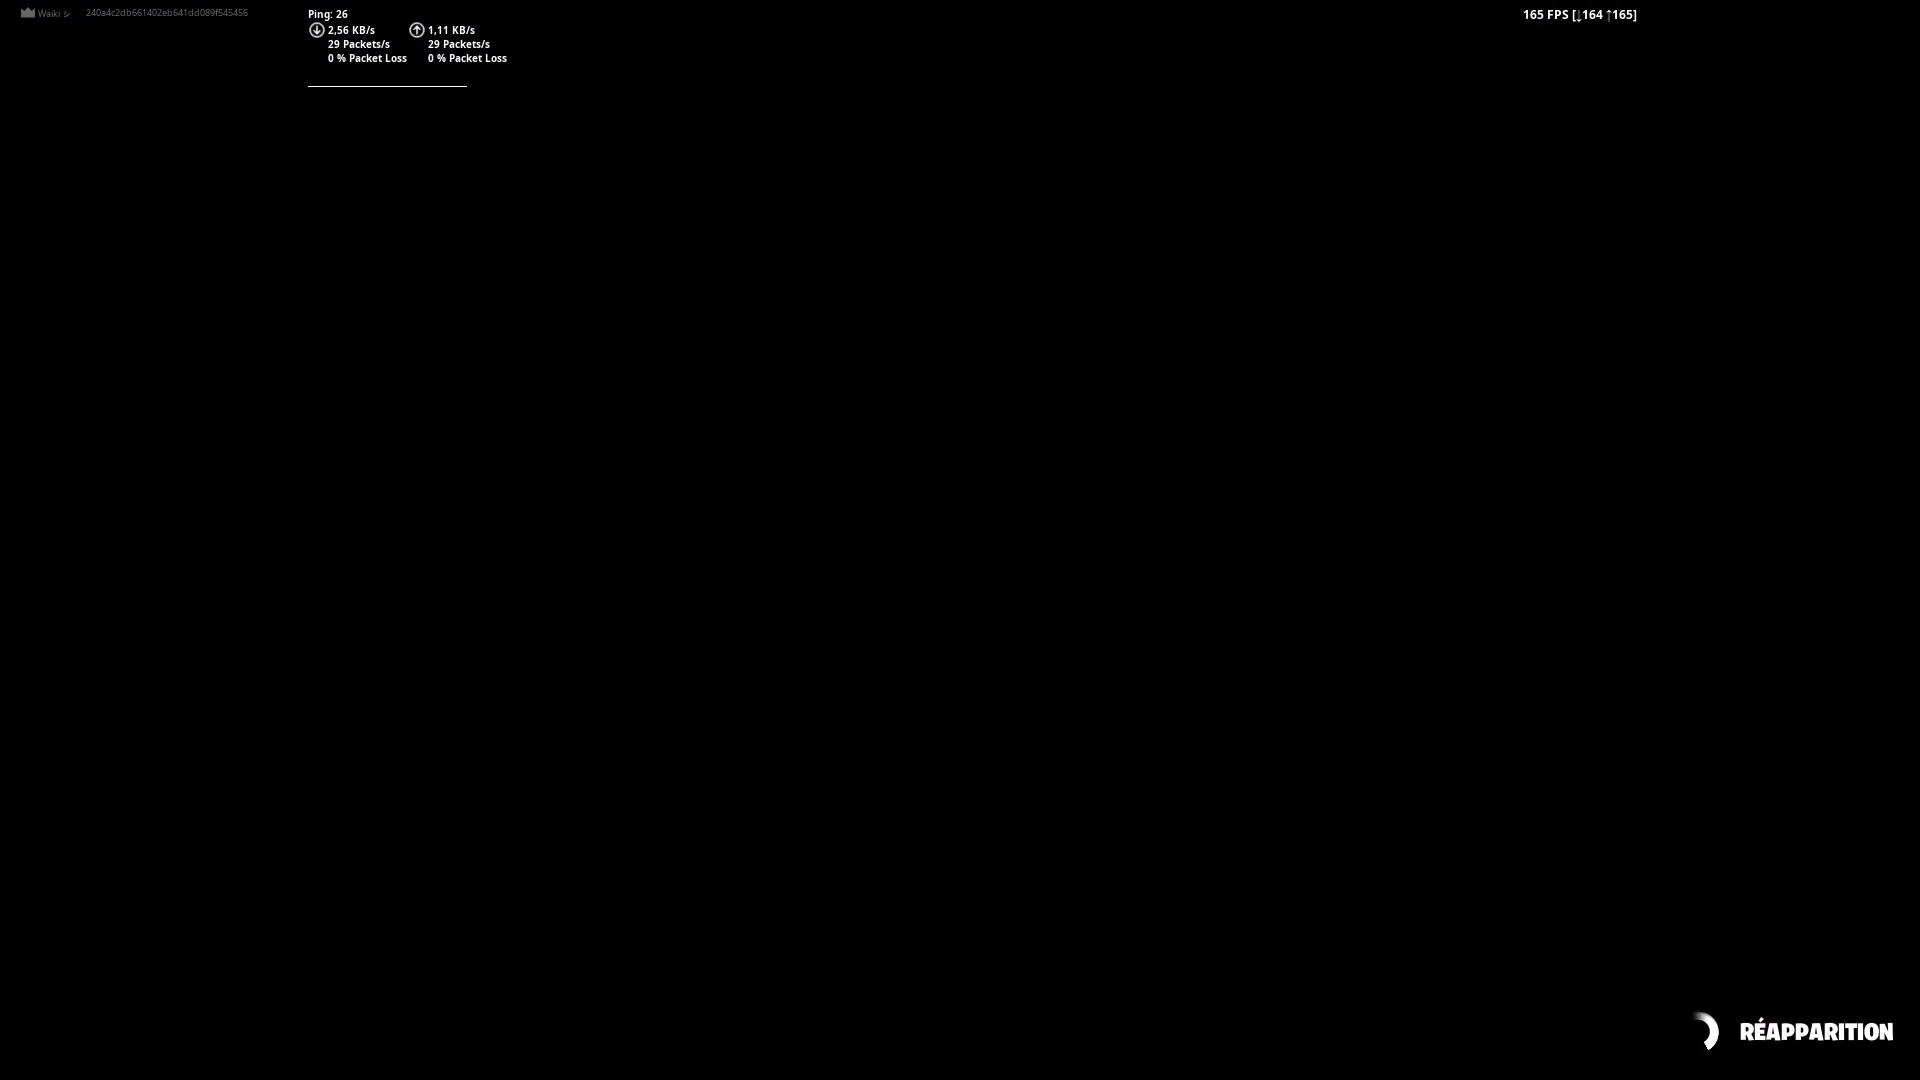 Waiki シ 240a4c2db661402eb641dd089f545456
Ping: 26
2,56 KB/s 1,11 KB/s
29 Packets/s 29 Packets/s
0 % Packet Loss 0 % Packet Loss
165 FPS [↓164 ↑165]
RÉAPPARITION